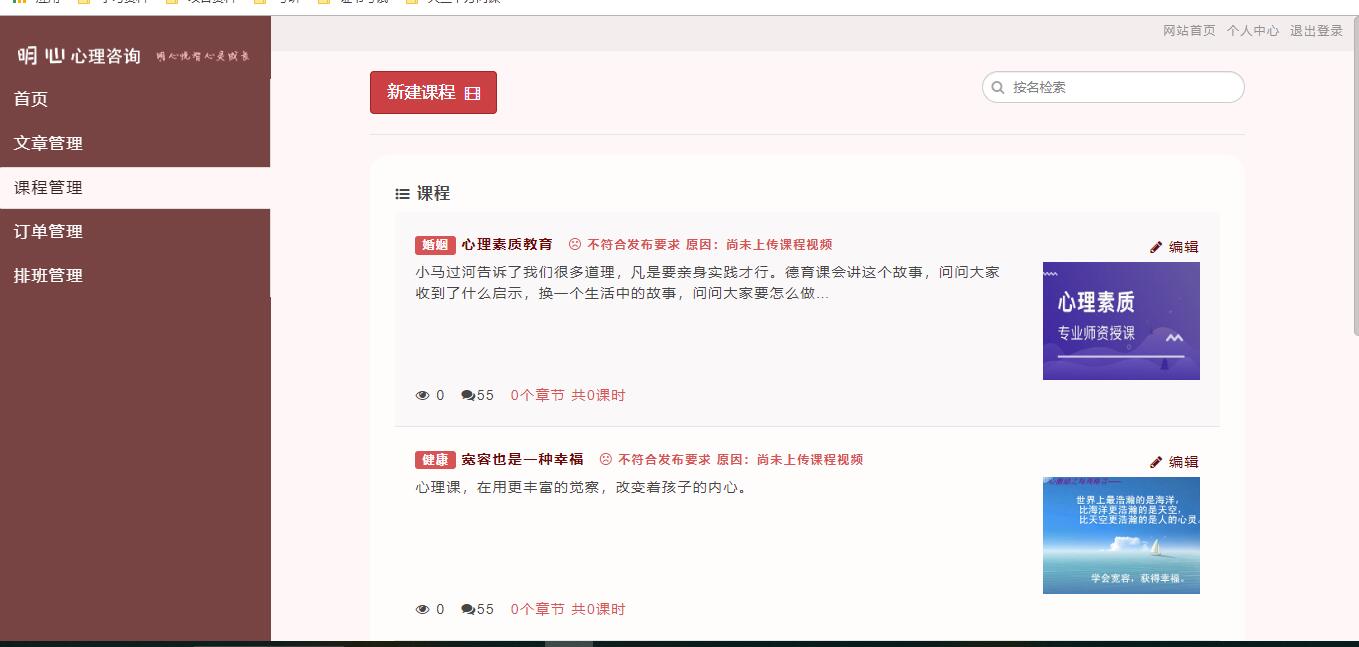 网站首页 个人中心 退出登录
明心 心理咨询 明心悦智心灵成长
首页
文章管理
课程管理
订单管理
排班管理
新建课程
按名检索
课程
婚姻 心理素质教育 不符合发布要求 原因：尚未上传课程视频
编辑
小马过河告诉了我们很多道理，凡是要亲身实践才行。德育课会讲这个故事，问问大家
收到了什么启示，换一个生活中的故事，问问大家要怎么做...
心理素质
专业师资授课
0 55 0个章节 共0课时
健康 宽容也是一种幸福 不符合发布要求 原因：尚未上传课程视频
编辑
心理课，在用更丰富的觉察，改变着孩子的内心。
世界上最浩瀚的是海洋，
比海洋更浩瀚的是天空，
比天空更浩瀚的是人的心灵。
学会宽容，获得幸福。
0 55 0个章节 共0课时